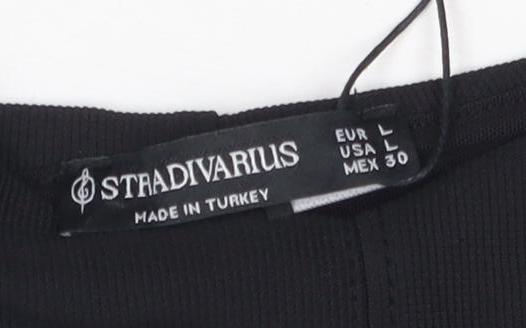 STRADIVARIUS
MADE IN TURKEY
EUR L
USA L
MEX 30